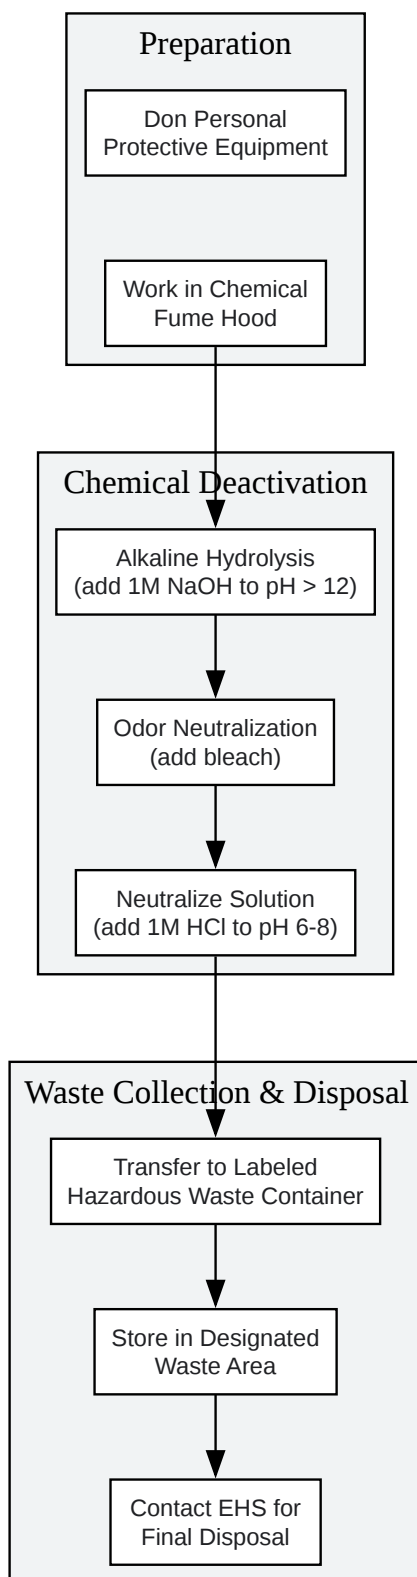 Preparation
Don Personal
Protective Equipment
Work in Chemical
Fume Hood
Chemical Deactivation
Alkaline Hydrolysis
(add 1M NaOH to pH > 12)
Odor Neutralization
(add bleach)
Neutralize Solution
(add 1M HCl to pH 6-8)
Waste Collection & Disposal
Transfer to Labeled
Hazardous Waste Container
Store in Designated
Waste Area
Contact EHS for
Final Disposal